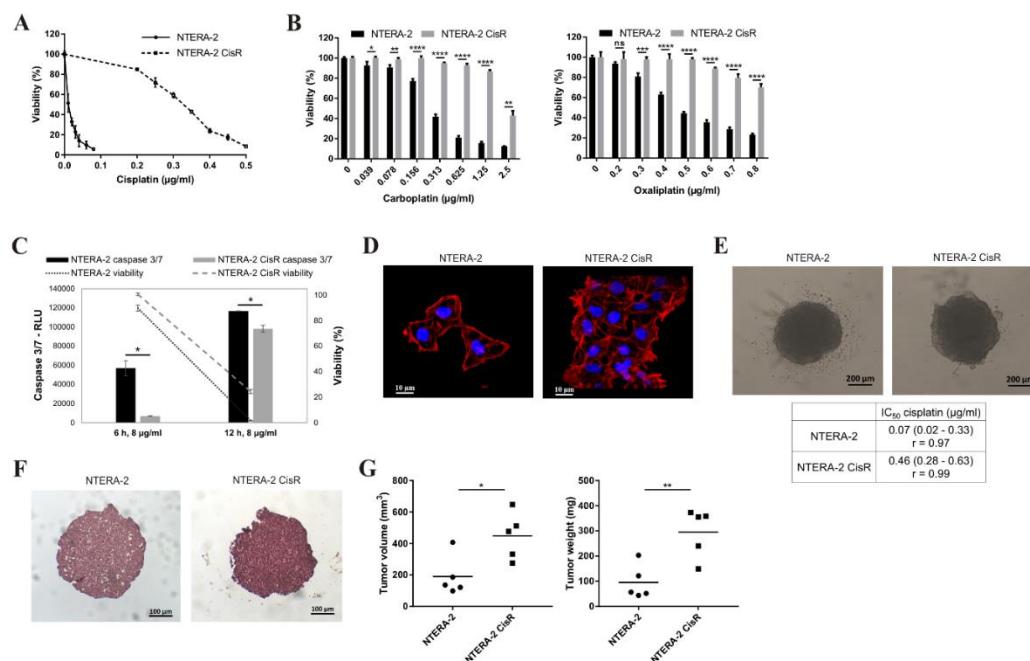 A
NTERA-2
NTERA-2 CisR
Viability (%)
120
100
80
60
40
20
0
0.0 0.1 0.2 0.3 0.4 0.5
Cisplatin (µg/ml)
B
NTERA-2 NTERA-2 CisR
Viability (%)
120
100
80
60
40
20
0
* ** **** **** **** **** **
0 0.039 0.078 0.156 0.313 0.625 1.25 2.5
Carboplatin (µg/ml)
NTERA-2 NTERA-2 CisR
Viability (%)
120
100
80
60
40
20
0
ns *** **** **** **** **** ****
0 0.2 0.3 0.4 0.5 0.6 0.7 0.8
Oxaliplatin (µg/ml)
C
NTERA-2 caspase 3/7 NTERA-2 CisR caspase 3/7
NTERA-2 viability NTERA-2 CisR viability
Caspase 3/7 - RLU
140000
120000
100000
80000
60000
40000
20000
0
* *
100
80
60
40
20
0
Viability (%)
6 h, 8 µg/ml 12 h, 8 µg/ml
D
NTERA-2 NTERA-2 CisR
10 µm 10 µm
E
NTERA-2 NTERA-2 CisR
200 µm 200 µm
IC50 cisplatin (µg/ml)
NTERA-2 0.07 (0.02 - 0.33)
r = 0.97
NTERA-2 CisR 0.46 (0.28 - 0.63)
r = 0.99
F
NTERA-2 NTERA-2 CisR
100 µm 100 µm
G
Tumor volume (mm3)
800
600
400
200
0
*
NTERA-2 NTERA-2 CisR
Tumor weight (mg)
500
400
300
200
100
0
**
NTERA-2 NTERA-2 CisR